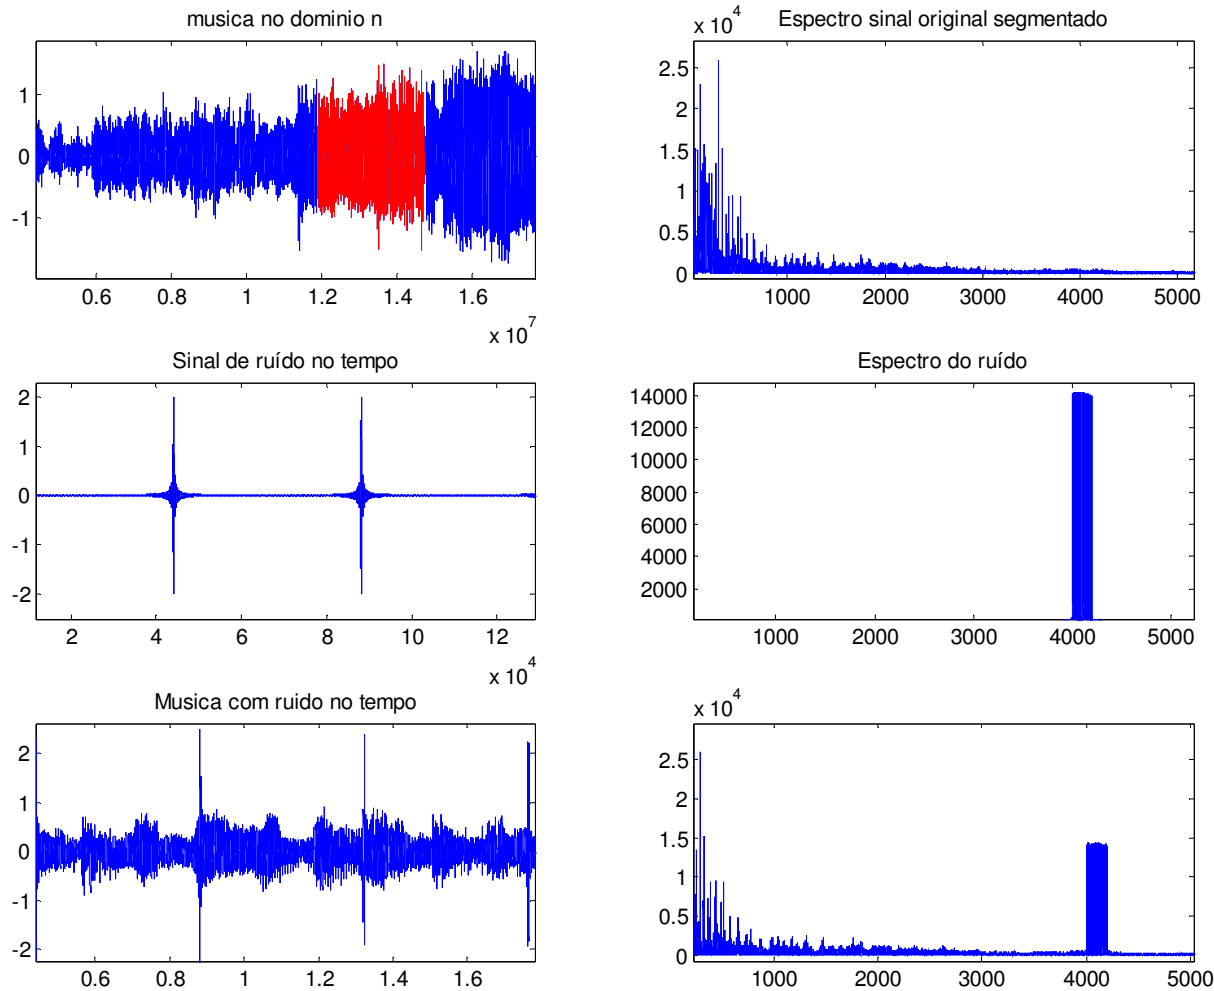 musica no dominio n
1
0
-1
0.6 0.8 1 1.2 1.4 1.6
x 10^7
Espectro sinal original segmentado
x 10^4
2.5
2
1.5
1
0.5
0
1000 2000 3000 4000 5000
Sinal de ruído no tempo
2
1
0
-1
-2
2 4 6 8 10 12
x 10^4
Espectro do ruído
14000
12000
10000
8000
6000
4000
2000
1000 2000 3000 4000 5000
Musica com ruido no tempo
2
1
0
-1
-2
0.6 0.8 1 1.2 1.4 1.6
x 10^4
2.5
2
1.5
1
0.5
0
1000 2000 3000 4000 5000